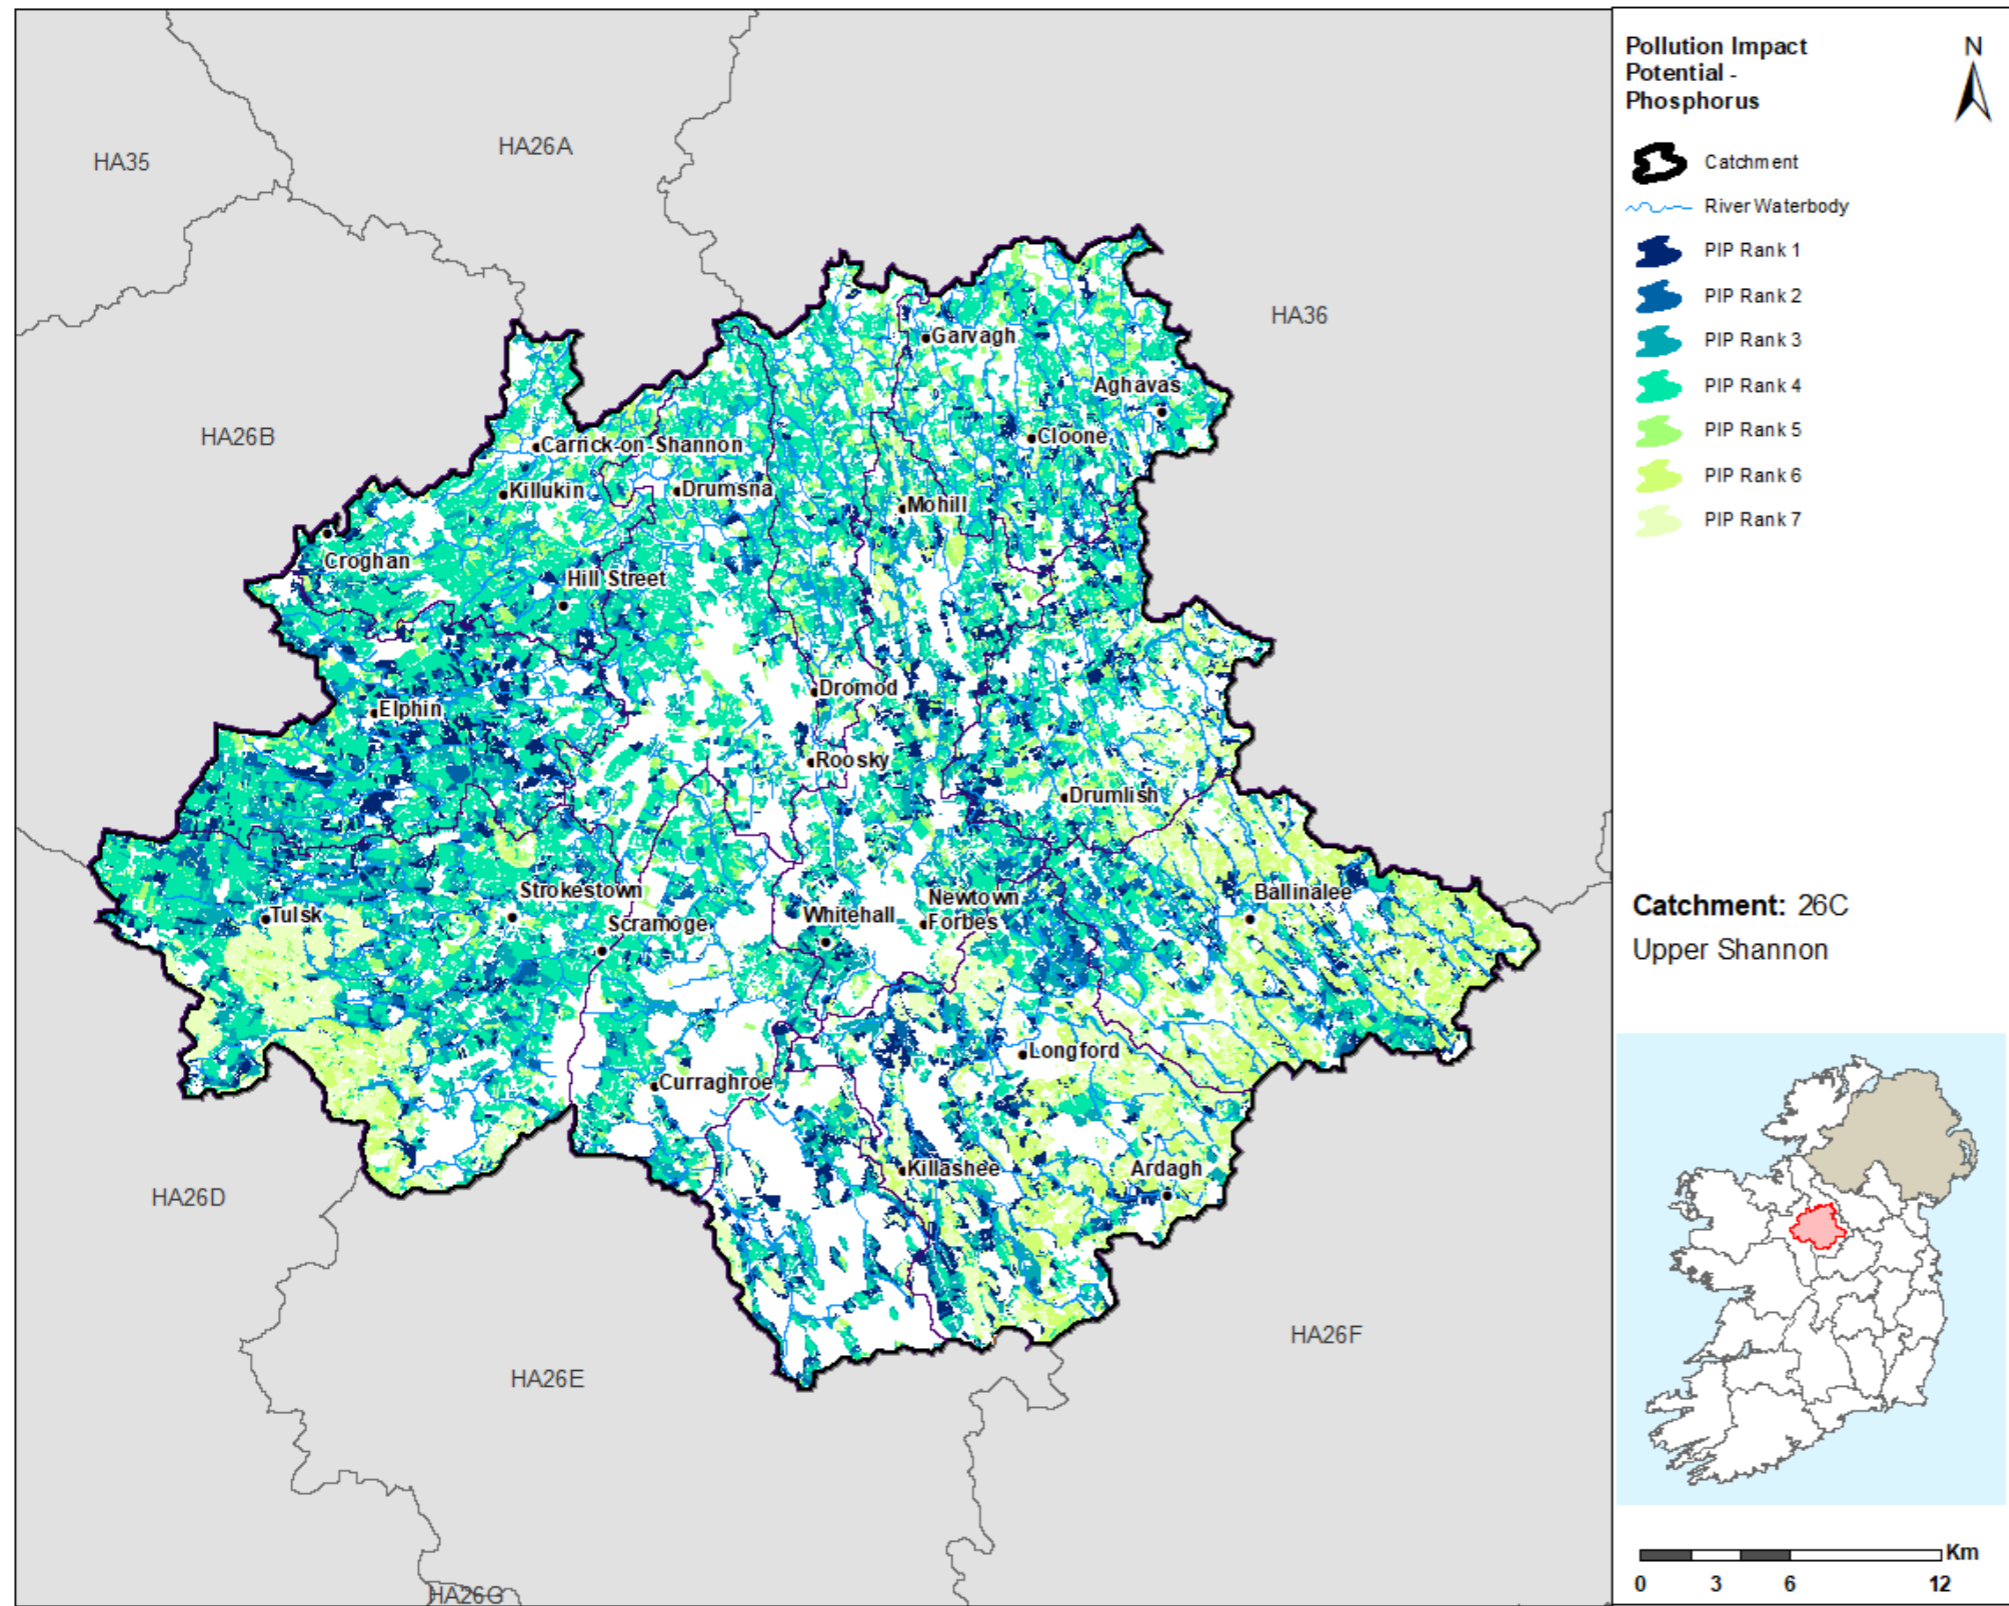 HA35
HA26A
HA36
HA26B
Garvagh
Aghavas
Cloone
Carrick-on-Shannon
Killukin
Drumsna
Mohill
Croghan
Hill Street
Dromod
Elphin
Roosky
Drumlish
Strokestown
Tulsk
Scramoge
Whitehall
Newtown
Forbes
Ballinalee
Longford
Curraghroe
Killashee
Ardagh
HA26D
HA26E
HA26F
HA26G
Pollution Impact
Potential -
Phosphorus
N
Catchment
River Waterbody
PIP Rank 1
PIP Rank 2
PIP Rank 3
PIP Rank 4
PIP Rank 5
PIP Rank 6
PIP Rank 7
Catchment: 26C
Upper Shannon
Km
0 3 6 12